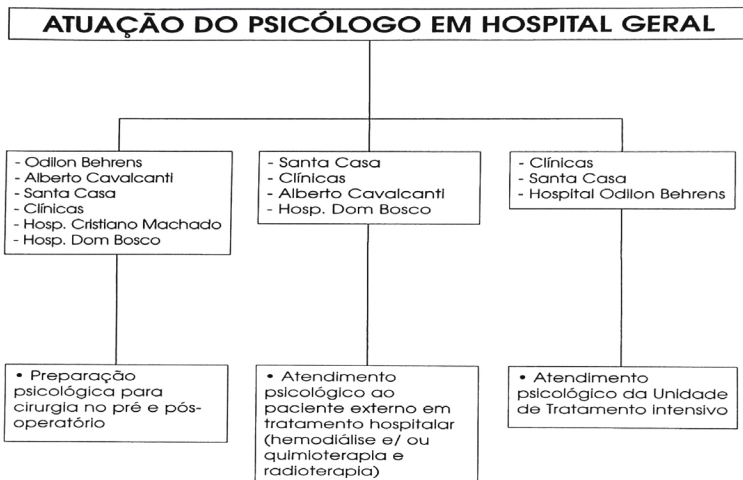 ATUAÇÃO DO PSICÓLOGO EM HOSPITAL GERAL
- Odilon Behrens
- Alberto Cavalcanti
- Santa Casa
- Clínicas
- Hosp. Cristiano Machado
- Hosp. Dom Bosco
- Santa Casa
- Clínicas
- Alberto Cavalcanti
- Hosp. Dom Bosco
- Clínicas
- Santa Casa
- Hospital Odilon Behrens
• Preparação
psicológica para
cirurgia no pré e pós-
operatório
• Atendimento
psicológico ao
paciente externo em
tratamento hospitalar
(hemodiálise e/ ou
quimioterapia e
radioterapia)
• Atendimento
psicológico da Unidade
de Tratamento intensivo